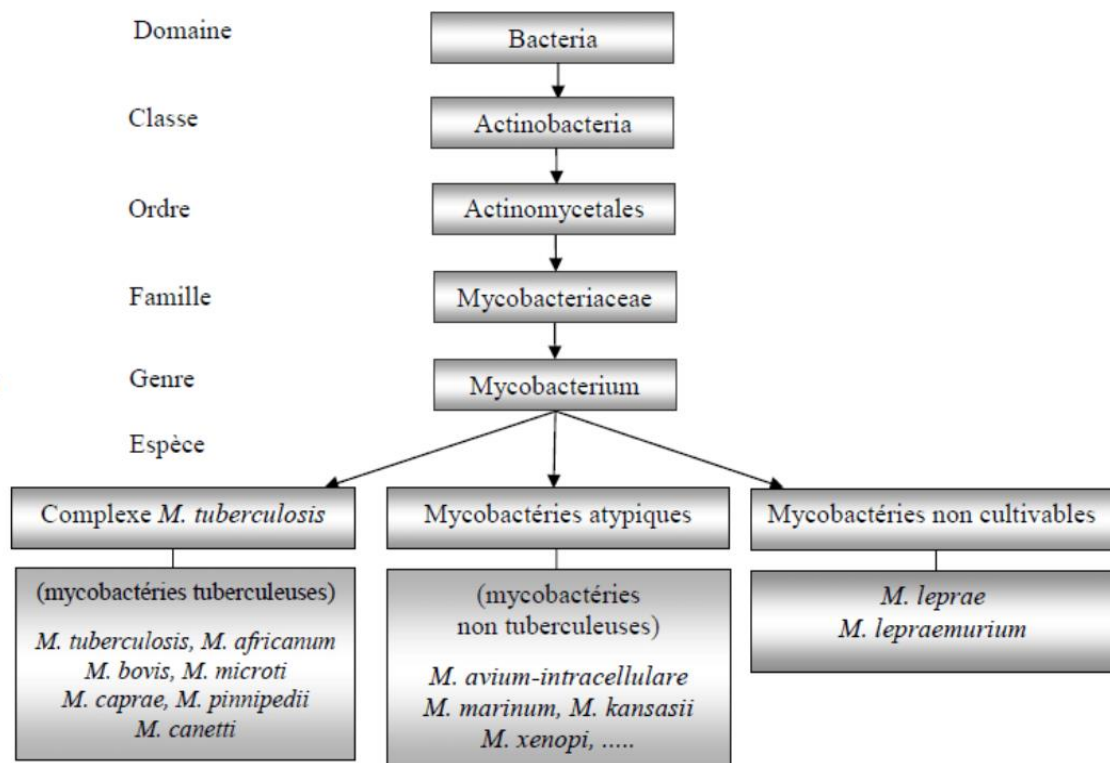 Domaine
Bacteria
Classe
Actinobacteria
Ordre
Actinomycetales
Famille
Mycobacteriaceae
Genre
Mycobacterium
Espèce
Complexe M. tuberculosis
(mycobactéries tuberculeuses)
M. tuberculosis, M. africanum
M. bovis, M. microti
M. caprae, M. pinnipedii
M. canetti
Mycobactéries atypiques
(mycobactéries
non tuberculeuses)
M. avium-intracellulare
M. marinum, M. kansasii
M. xenopi, .....
Mycobactéries non cultivables
M. leprae
M. lepraemurium